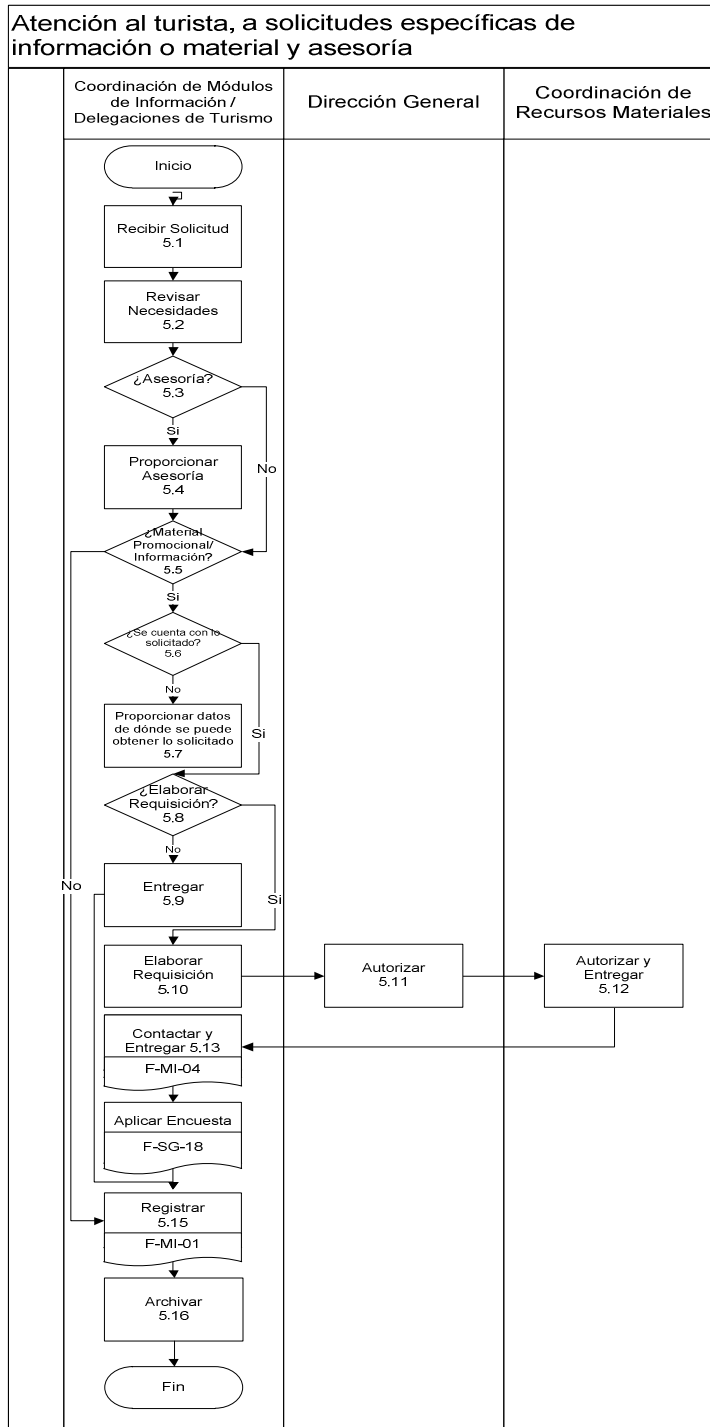 Atención al turista, a solicitudes específicas de
información o material y asesoría
Coordinación de Módulos
de Información /
Delegaciones de Turismo
Dirección General
Coordinación de
Recursos Materiales
Inicio
Recibir Solicitud
5.1
Revisar
Necesidades
5.2
¿Asesoría?
5.3
Si
No
Proporcionar
Asesoría
5.4
¿Material
Promocional/
Información?
5.5
Si
¿Se cuenta con lo
solicitado?
5.6
No
Si
Proporcionar datos
de dónde se puede
obtener lo solicitado
5.7
¿Elaborar
Requisición?
5.8
No
No
Si
Entregar
5.9
Elaborar
Requisición
5.10
Autorizar
5.11
Autorizar y
Entregar
5.12
Contactar y
Entregar 5.13
F-MI-04
Aplicar Encuesta
F-SG-18
Registrar
5.15
F-MI-01
Archivar
5.16
Fin